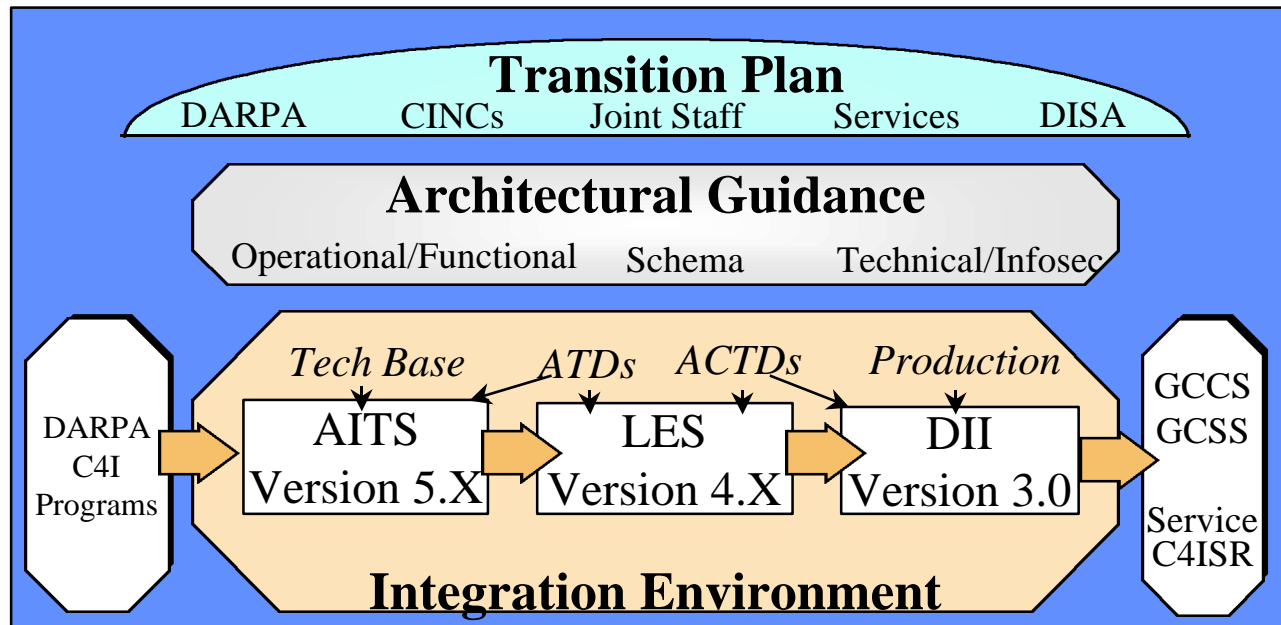 Transition Plan
DARPA CINCs Joint Staff Services DISA
Architectural Guidance
Operational/Functional Schema Technical/Infosec
DARPA
C4I
Programs
Tech Base ATDs ACTDs Production
AITS
Version 5.X
LES
Version 4.X
DII
Version 3.0
Integration Environment
GCCS
GCSS
Service
C4ISR